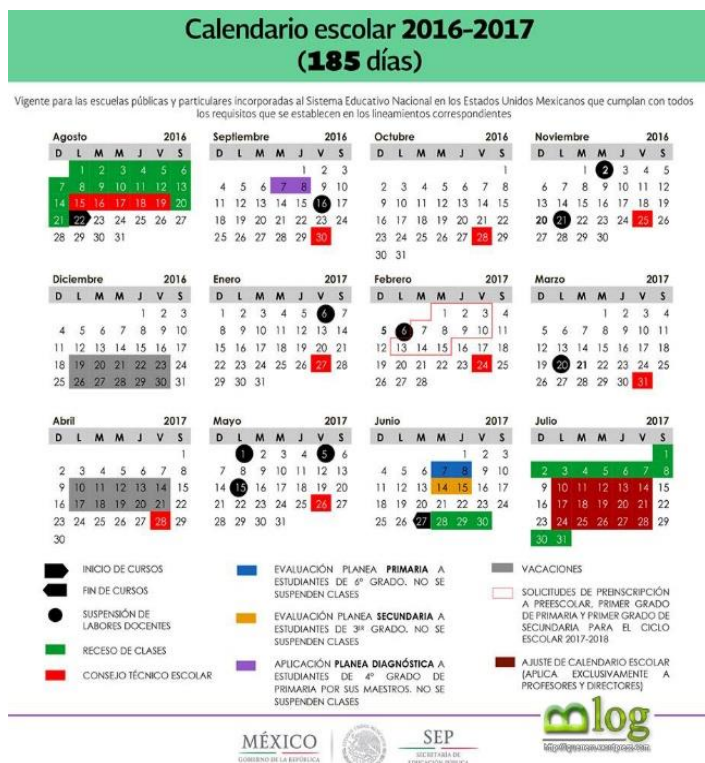 Calendario escolar 2016-2017
(185 días)
Vigente para las escuelas públicas y particulares incorporadas al Sistema Educativo Nacional en los Estados Unidos Mexicanos que cumplan con todos
los requisitos que se establecen en los lineamientos correspondientes
Agosto 2016
D L M M J V S
1 2 3 4 5 6
7 8 9 10 11 12 13
14 15 16 17 18 19 20
21 22 23 24 25 26 27
28 29 30 31
Septiembre 2016
D L M M J V S
1 2 3
4 5 6 7 8 9 10
11 12 13 14 15 16 17
18 19 20 21 22 23 24
25 26 27 28 29 30
Octubre 2016
D L M M J V S
1
2 3 4 5 6 7 8
9 10 11 12 13 14 15
16 17 18 19 20 21 22
23 24 25 26 27 28 29
30 31
Noviembre 2016
D L M M J V S
1 2 3 4 5
6 7 8 9 10 11 12
13 14 15 16 17 18 19
20 21 22 23 24 25 26
27 28 29 30
Diciembre 2016
D L M M J V S
1 2 3
4 5 6 7 8 9 10
11 12 13 14 15 16 17
18 19 20 21 22 23 24
25 26 27 28 29 30 31
Enero 2017
D L M M J V S
1 2 3 4 5 6 7
8 9 10 11 12 13 14
15 16 17 18 19 20 21
22 23 24 25 26 27 28
29 30 31
Febrero 2017
D L M M J V S
1 2 3 4
5 6 7 8 9 10 11
12 13 14 15 16 17 18
19 20 21 22 23 24 25
26 27 28
Marzo 2017
D L M M J V S
1 2 3 4
5 6 7 8 9 10 11
12 13 14 15 16 17 18
19 20 21 22 23 24 25
26 27 28 29 30 31
Abril 2017
D L M M J V S
1
2 3 4 5 6 7 8
9 10 11 12 13 14 15
16 17 18 19 20 21 22
23 24 25 26 27 28 29
30
Mayo 2017
D L M M J V S
1 2 3 4 5 6
7 8 9 10 11 12 13
14 15 16 17 18 19 20
21 22 23 24 25 26 27
28 29 30 31
Junio 2017
D L M M J V S
1 2 3
4 5 6 7 8 9 10
11 12 13 14 15 16 17
18 19 20 21 22 23 24
25 26 27 28 29 30
Julio 2017
D L M M J V S
1
2 3 4 5 6 7 8
9 10 11 12 13 14 15
16 17 18 19 20 21 22
23 24 25 26 27 28 29
30 31
INICIO DE CURSOS
FIN DE CURSOS
SUSPENSIÓN DE
LABORES DOCENTES
RECESO DE CLASES
CONSEJO TÉCNICO ESCOLAR
EVALUACIÓN PLANEA PRIMARIA A
ESTUDIANTES DE 6º GRADO. NO SE
SUSPENDEN CLASES
EVALUACIÓN PLANEA SECUNDARIA A
ESTUDIANTES DE 3ER GRADO. NO SE
SUSPENDEN CLASES
APLICACIÓN PLANEA DIAGNÓSTICA A
ESTUDIANTES DE 4º GRADO DE
PRIMARIA POR SUS MAESTROS. NO SE
SUSPENDEN CLASES
VACACIONES
SOLICITUDES DE PREINSCRIPCIÓN
A PREESCOLAR, PRIMER GRADO
DE PRIMARIA Y PRIMER GRADO DE
SECUNDARIA PARA EL CICLO
ESCOLAR 2017-2018
AJUSTE DE CALENDARIO ESCOLAR
(APLICA EXCLUSIVAMENTE A
PROFESORES Y DIRECTORES)
Blog
MÉXICO
GOBIERNO DE LA REPÚBLICA
SEP
SECRETARÍA DE
EDUCACIÓN PÚBLICA